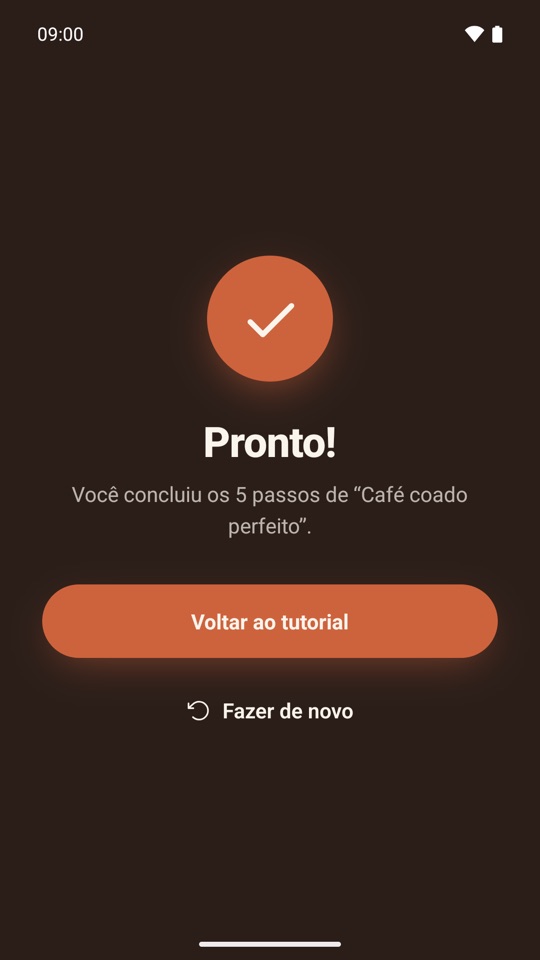 09:00
Pronto!
Você concluiu os 5 passos de “Café coado
perfeito”.
Voltar ao tutorial
Fazer de novo